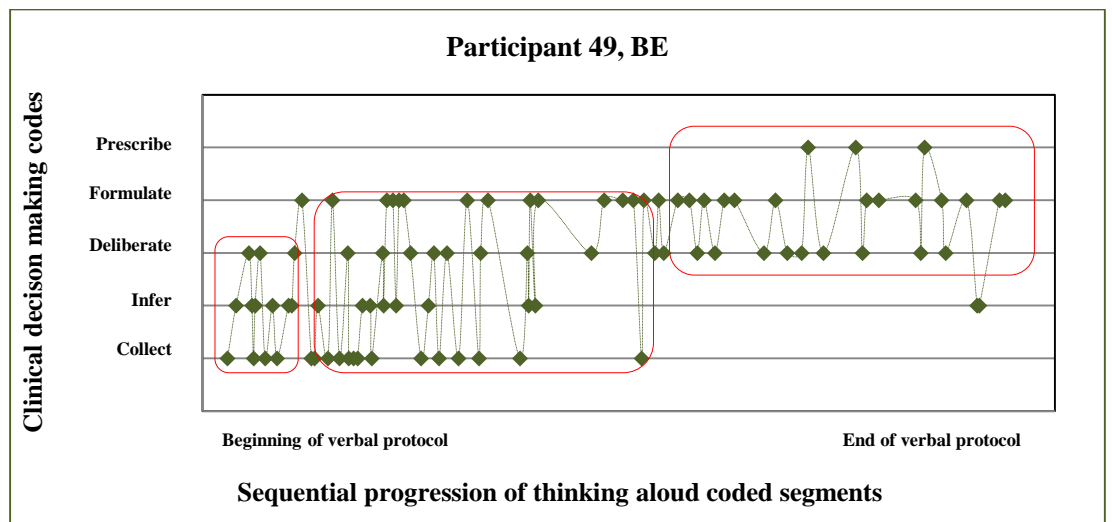 Participant 49, BE
Clinical decison making codes
Prescribe
Formulate
Deliberate
Infer
Collect
Beginning of verbal protocol
End of verbal protocol
Sequential progression of thinking aloud coded segments